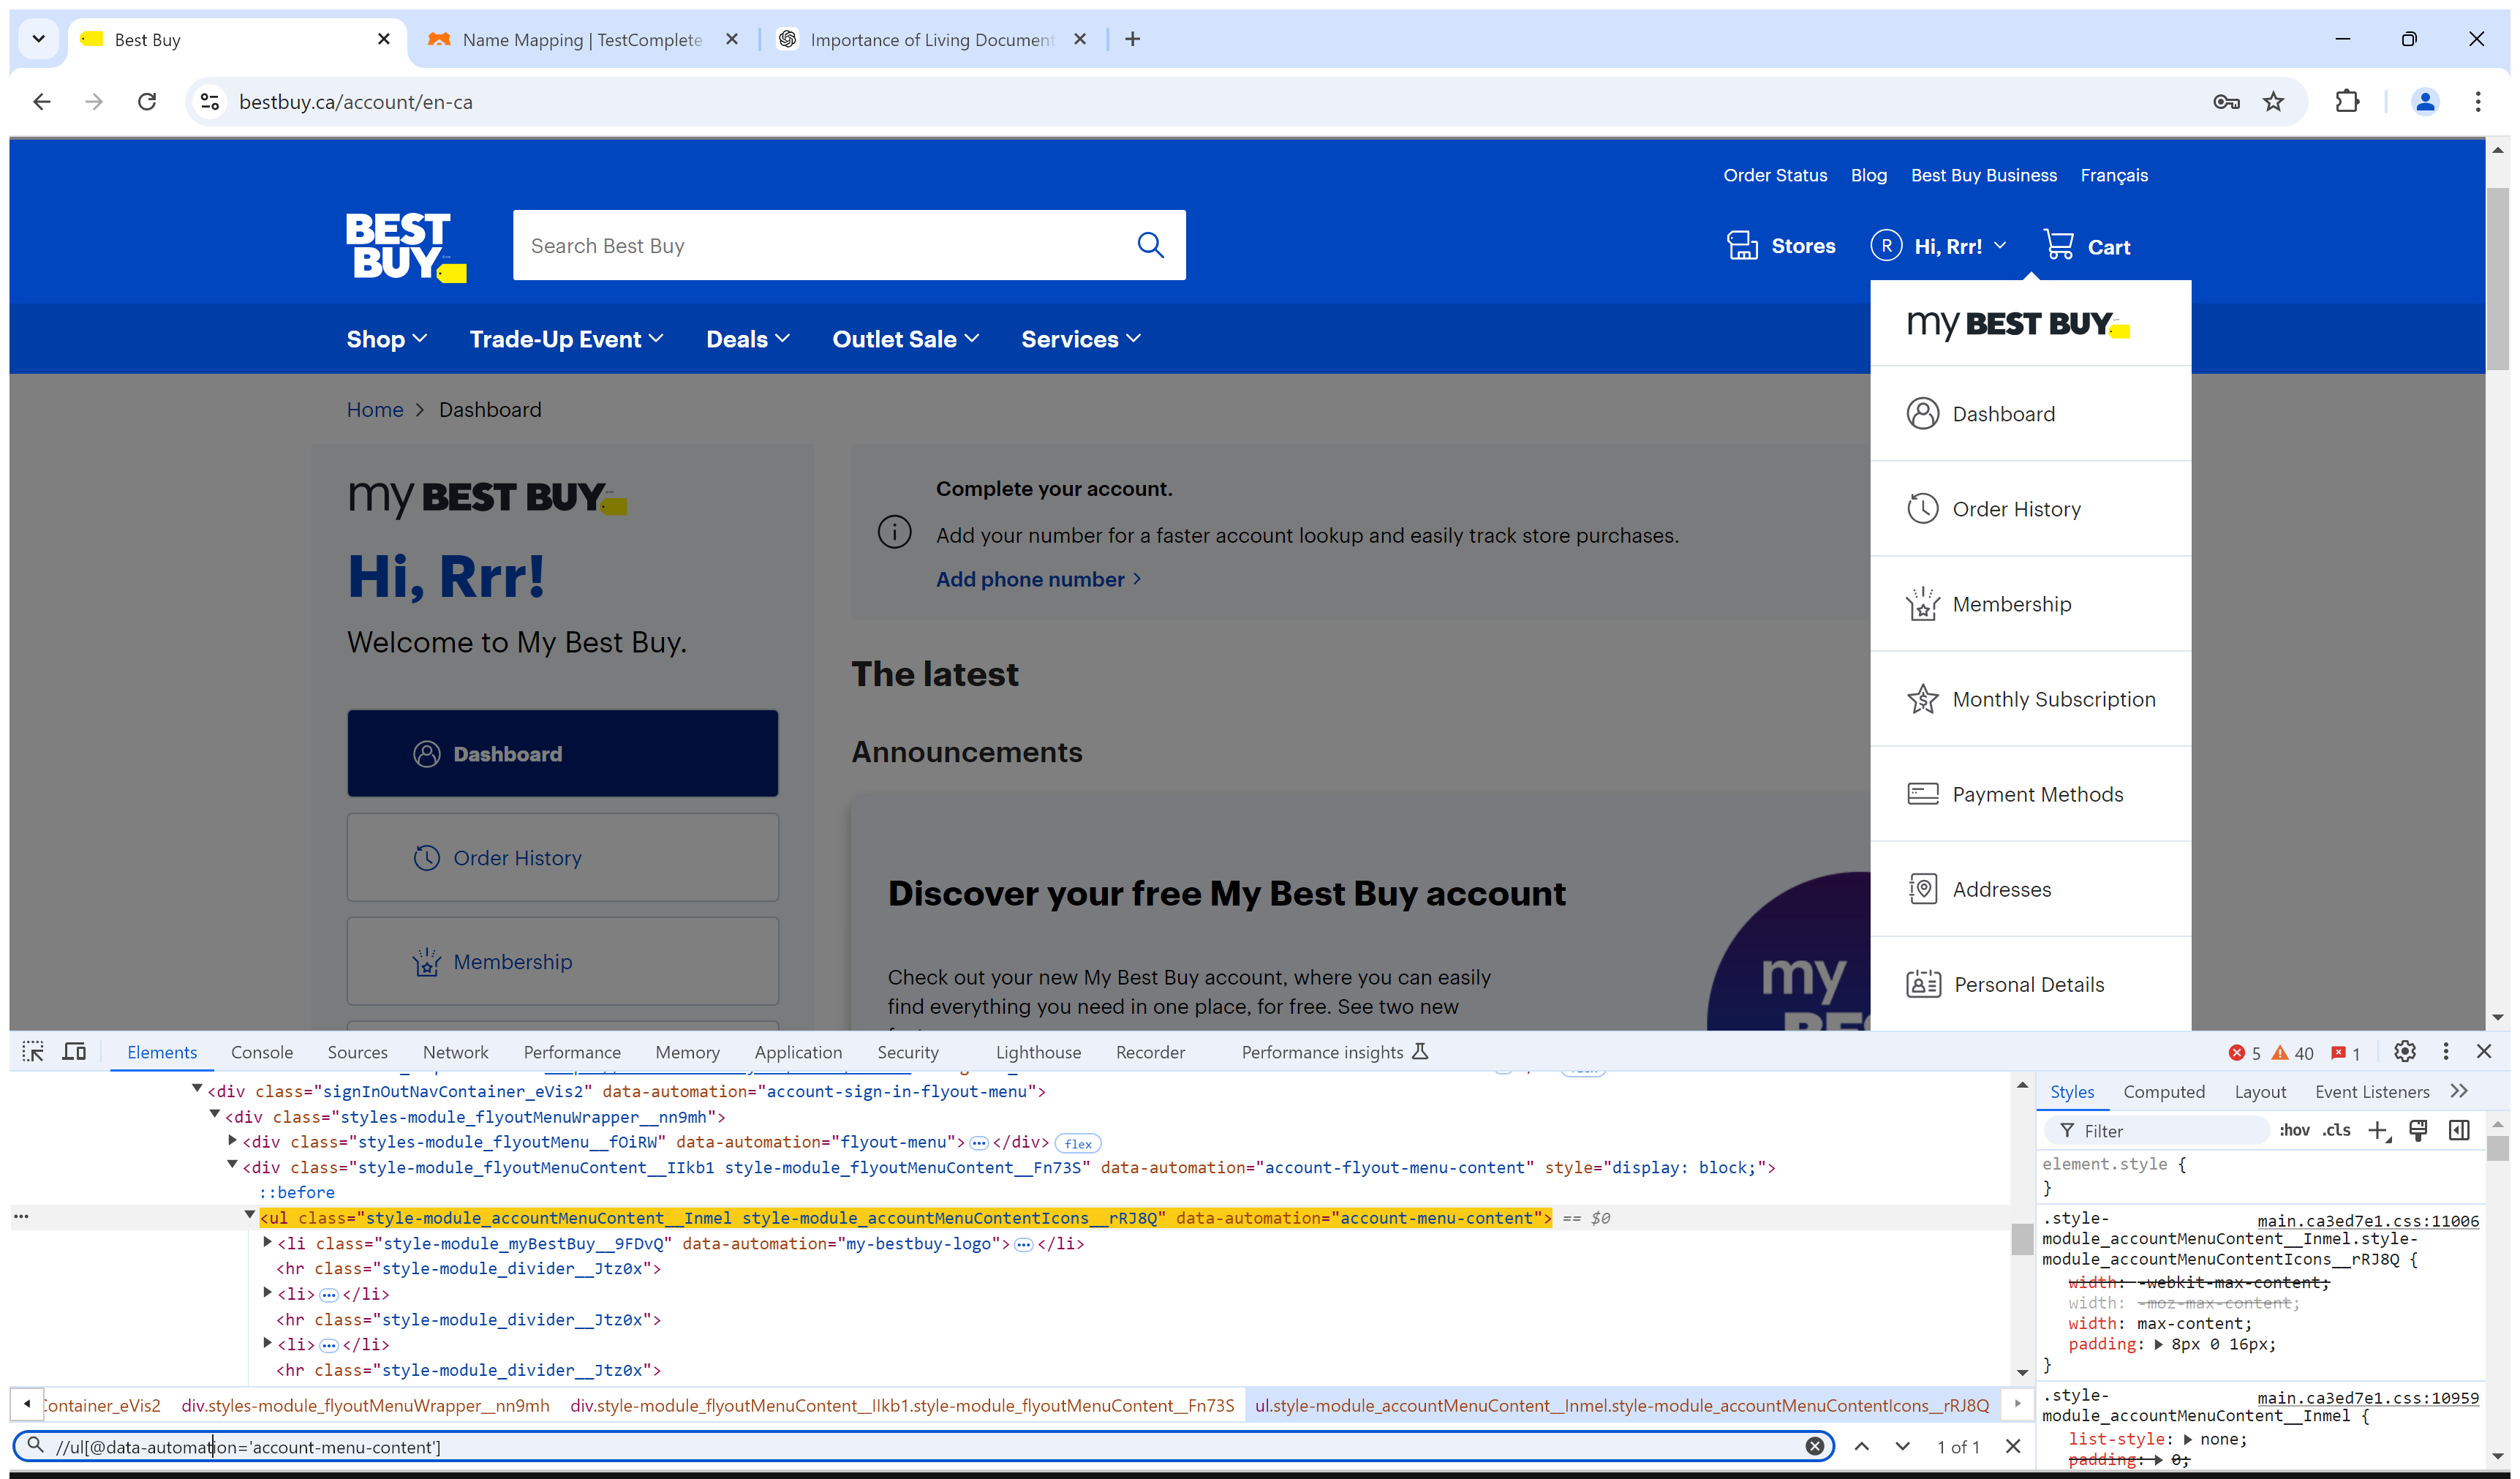 Best Buy
Name Mapping | TestComplete
Importance of Living Document
bestbuy.ca/account/en-ca
Order Status Blog Best Buy Business Français
BEST
BUY
Search Best Buy
Stores
R
Hi, Rrr!
Cart
Shop
Trade-Up Event
Deals
Outlet Sale
Services
my BEST BUY
Dashboard
Order History
Membership
Monthly Subscription
Payment Methods
Addresses
Personal Details
Home > Dashboard
my BEST BUY
Hi, Rrr!
Welcome to My Best Buy.
Dashboard
Order History
Membership
Complete your account.
Add your number for a faster account lookup and easily track store purchases.
Add phone number >
The latest
Announcements
Discover your free My Best Buy account
Check out your new My Best Buy account, where you can easily
find everything you need in one place, for free. See two new
my
Elements Console Sources Network Performance Memory Application Security Lighthouse Recorder Performance insights 5 40 1
<div class="signInOutNavContainer_eVis2" data-automation="account-sign-in-flyout-menu">
<div class="styles-module_flyoutMenuWrapper__nn9mh">
<div class="styles-module_flyoutMenu__fOiRW" data-automation="flyout-menu">…</div> flex
<div class="style-module_flyoutMenuContent__IIkb1 style-module_flyoutMenuContent__Fn73S" data-automation="account-flyout-menu-content" style="display: block;">
::before
… <ul class="style-module_accountMenuContent__Inmel style-module_accountMenuContentIcons__rRJ8Q" data-automation="account-menu-content"> == $0
<li class="style-module_myBestBuy__9FDvQ" data-automation="my-bestbuy-logo">…</li>
<hr class="style-module_divider__Jtz0x">
<li>…</li>
<hr class="style-module_divider__Jtz0x">
<li>…</li>
<hr class="style-module_divider__Jtz0x">
Container_eVis2 div.styles-module_flyoutMenuWrapper__nn9mh div.style-module_flyoutMenuContent__IIkb1.style-module_flyoutMenuContent__Fn73S ul.style-module_accountMenuContent__Inmel.style-module_accountMenuContentIcons__rRJ8Q
//ul[@data-automation='account-menu-content']
1 of 1
Styles Computed Layout Event Listeners
Filter :hov .cls
element.style {
}
.style- main.ca3ed7e1.css:11006
module_accountMenuContent__Inmel.style-
module_accountMenuContentIcons__rRJ8Q {
width: -webkit-max-content;
width: -moz-max-content;
width: max-content;
padding: 8px 0 16px;
}
.style- main.ca3ed7e1.css:10959
module_accountMenuContent__Inmel {
list-style: none;
padding: 0;